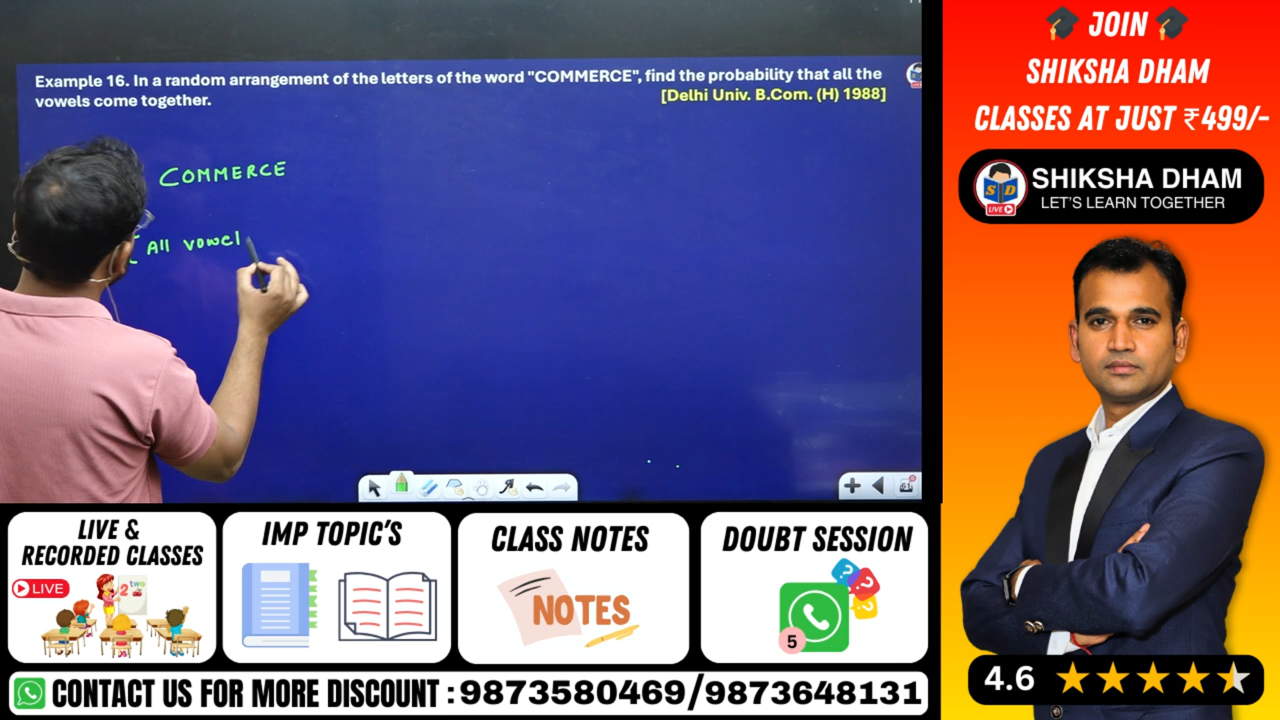 Example 16. In a random arrangement of the letters of the word "COMMERCE", find the probability that all the
vowels come together.
[Delhi Univ. B.Com. (H) 1988]
COMMERCE
All vowel
JOIN
SHIKSHA DHAM
CLASSES AT JUST ₹499/-
S D
LIVE
SHIKSHA DHAM
LET'S LEARN TOGETHER
LIVE &
RECORDED CLASSES
LIVE
2 two
IMP TOPIC'S
CLASS NOTES
NOTES
DOUBT SESSION
5
CONTACT US FOR MORE DISCOUNT : 9873580469/9873648131
4.6